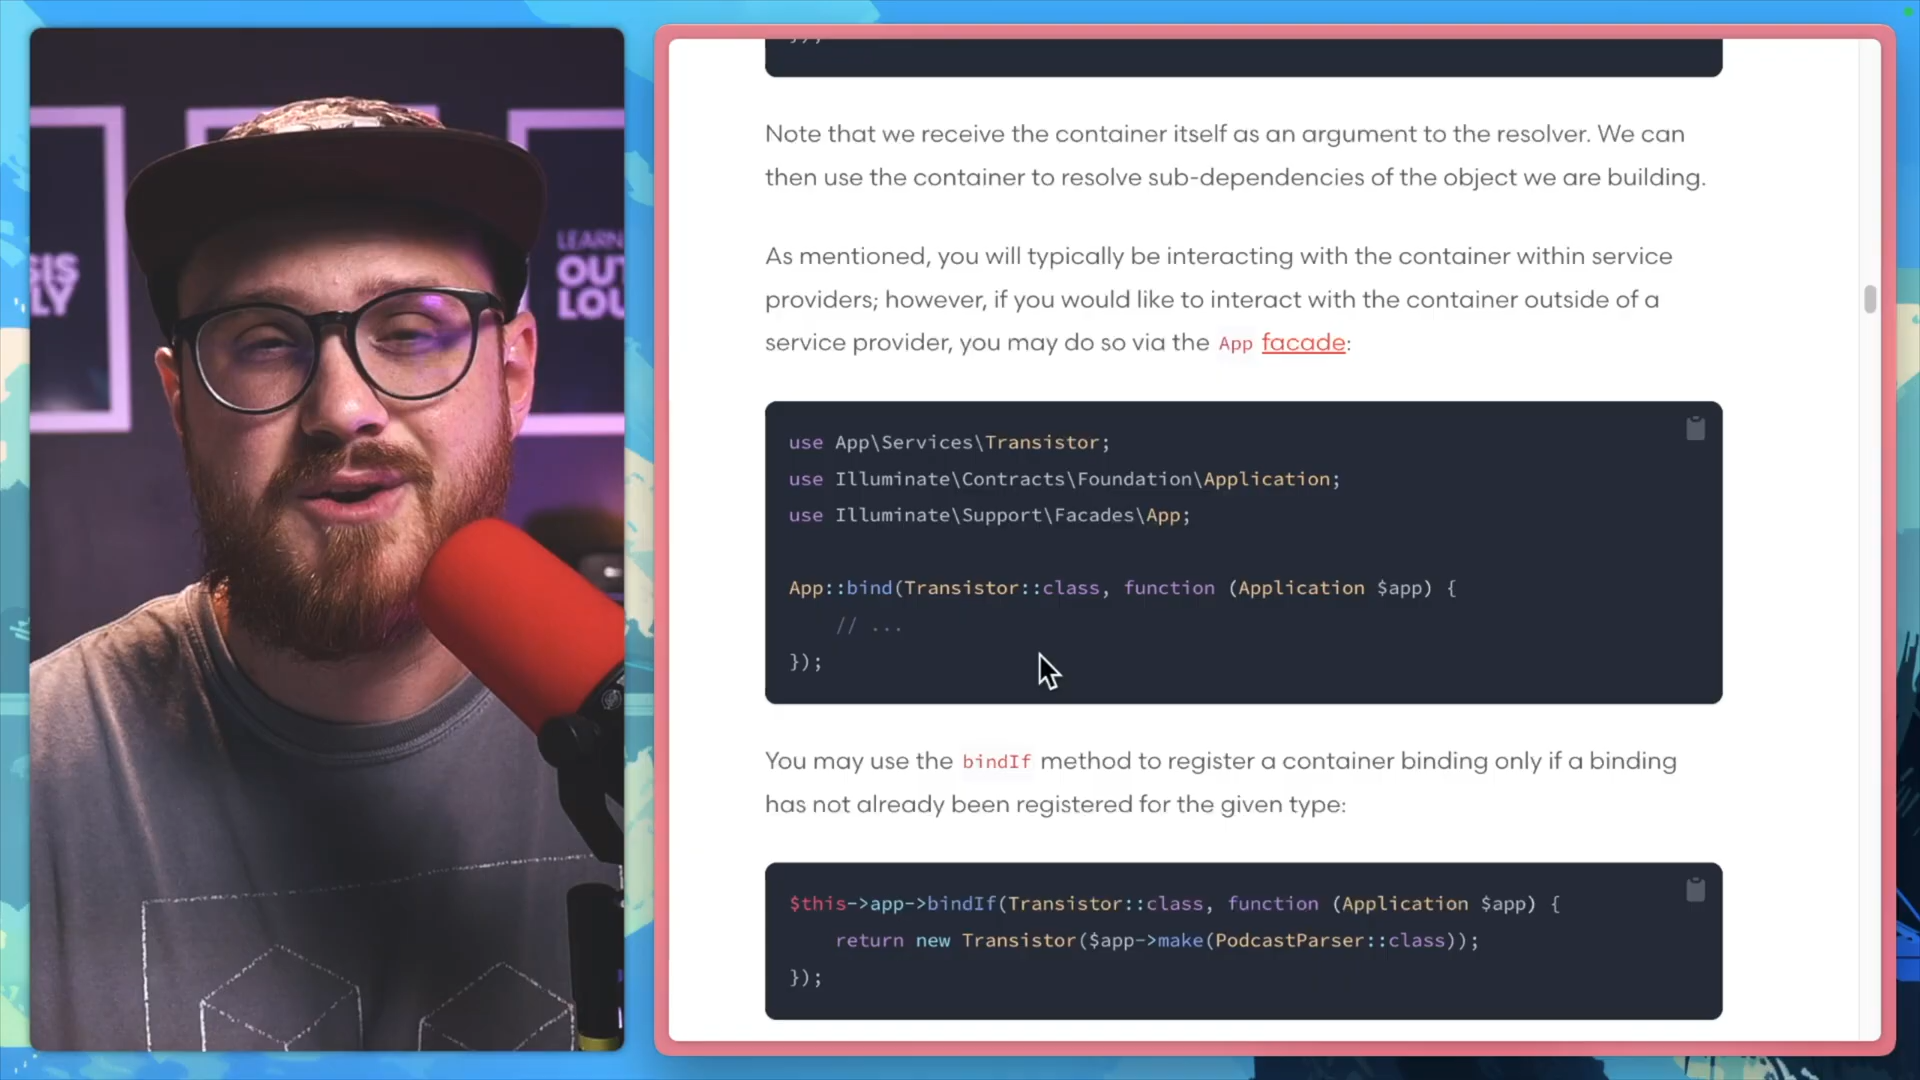 SIS
LY
LEARN
OUT
LOU
});
Note that we receive the container itself as an argument to the resolver. We can
then use the container to resolve sub-dependencies of the object we are building.
As mentioned, you will typically be interacting with the container within service
providers; however, if you would like to interact with the container outside of a
service provider, you may do so via the App facade:
use App\Services\Transistor;
use Illuminate\Contracts\Foundation\Application;
use Illuminate\Support\Facades\App;
App::bind(Transistor::class, function (Application $app) {
// ...
});
You may use the bindIf method to register a container binding only if a binding
has not already been registered for the given type:
$this->app->bindIf(Transistor::class, function (Application $app) {
return new Transistor($app->make(PodcastParser::class));
});